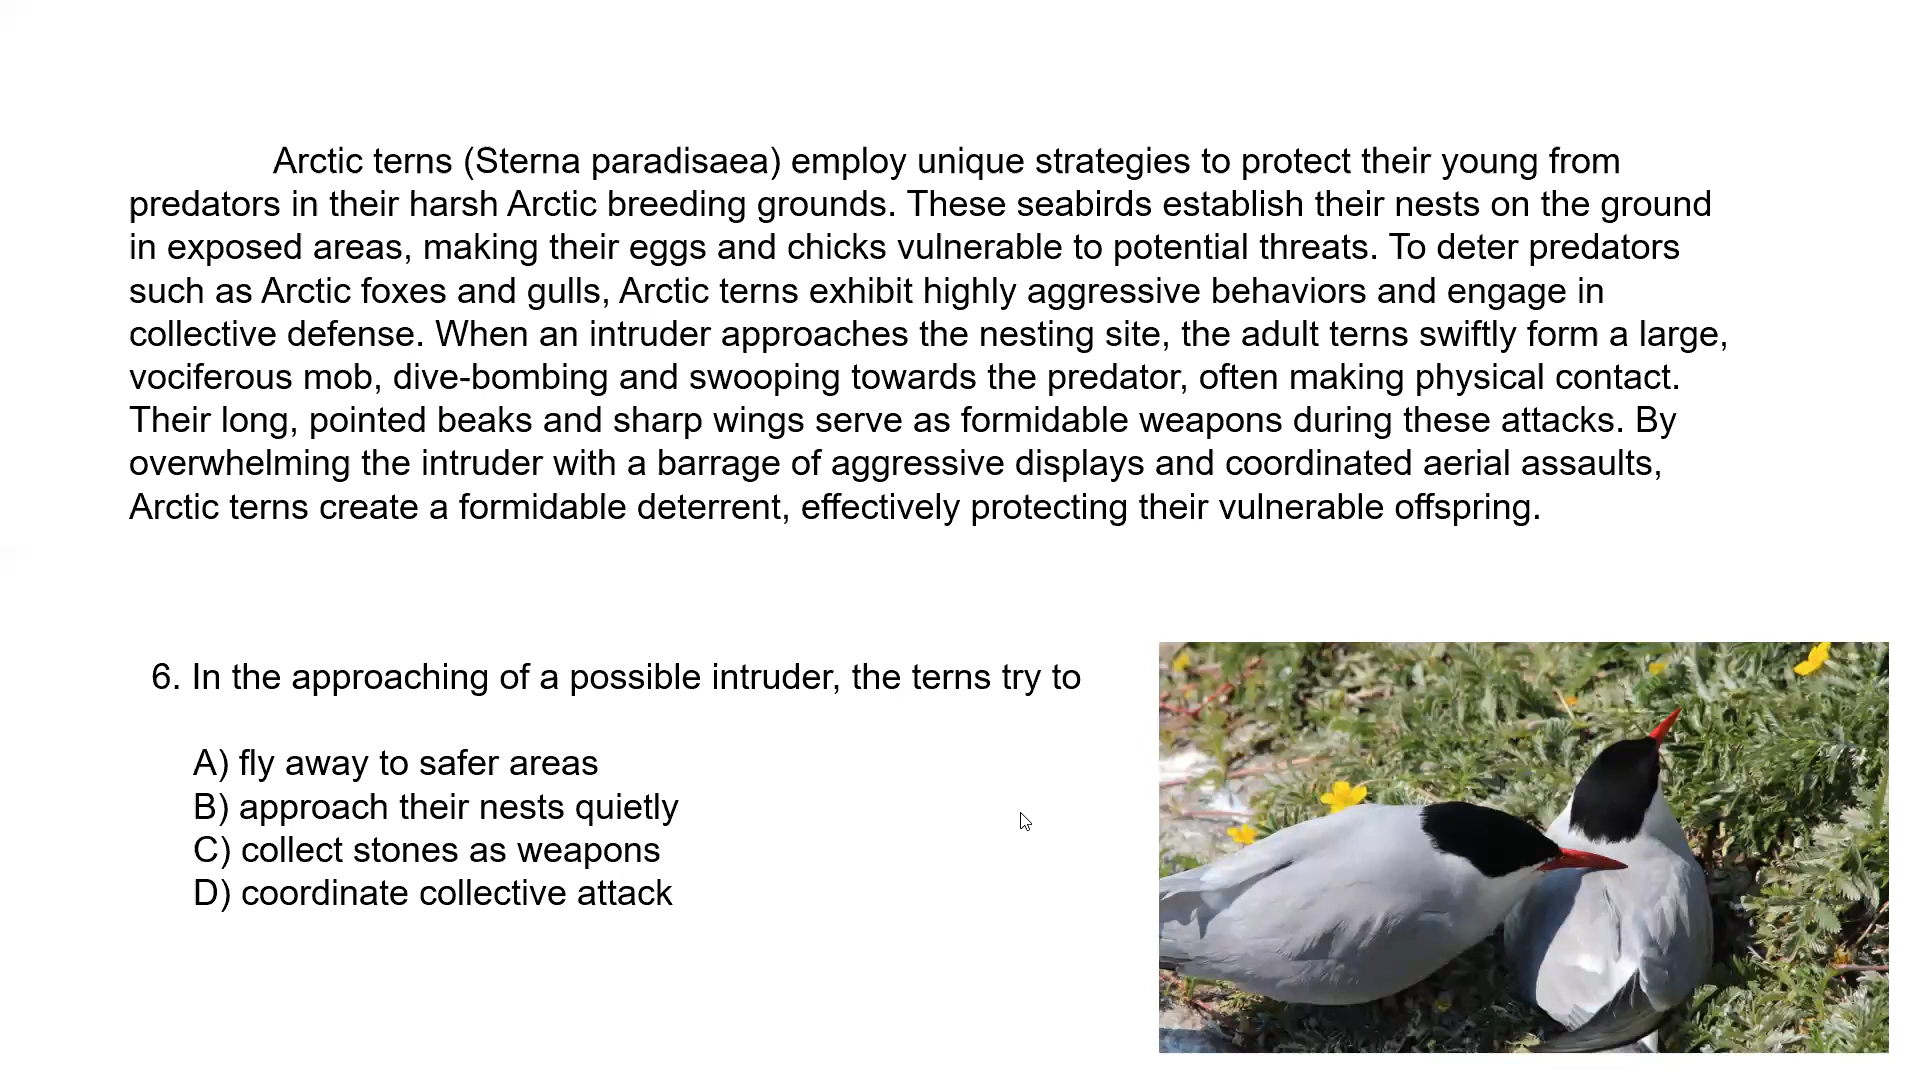 Arctic terns (Sterna paradisaea) employ unique strategies to protect their young from
predators in their harsh Arctic breeding grounds. These seabirds establish their nests on the ground
in exposed areas, making their eggs and chicks vulnerable to potential threats. To deter predators
such as Arctic foxes and gulls, Arctic terns exhibit highly aggressive behaviors and engage in
collective defense. When an intruder approaches the nesting site, the adult terns swiftly form a large,
vociferous mob, dive-bombing and swooping towards the predator, often making physical contact.
Their long, pointed beaks and sharp wings serve as formidable weapons during these attacks. By
overwhelming the intruder with a barrage of aggressive displays and coordinated aerial assaults,
Arctic terns create a formidable deterrent, effectively protecting their vulnerable offspring.
6. In the approaching of a possible intruder, the terns try to
A) fly away to safer areas
B) approach their nests quietly
C) collect stones as weapons
D) coordinate collective attack